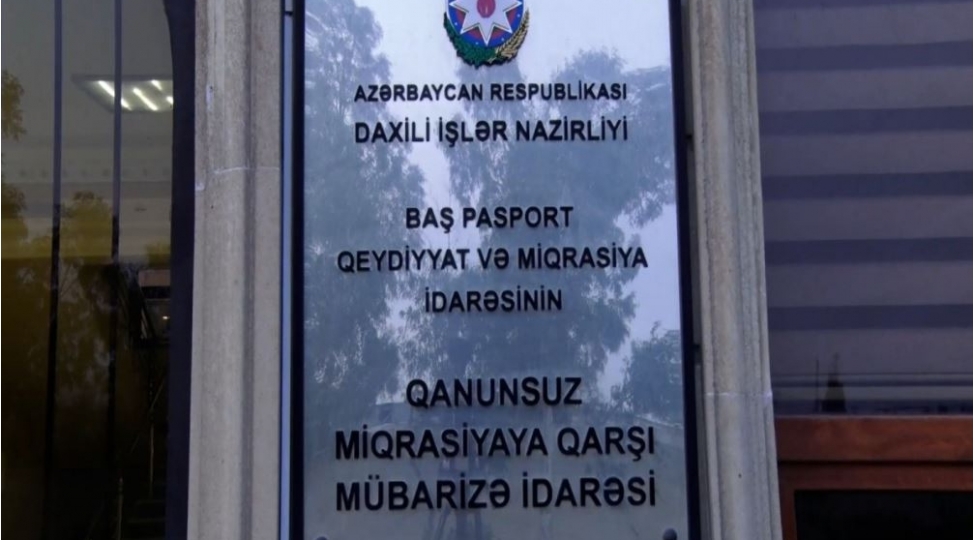 AZƏRBAYCAN RESPUBLİKASI
DAXİLİ İŞLƏR NAZİRLİYİ
BAŞ PASPORT
QEYDİYYAT VƏ MİQRASİYA
İDARƏSİNİN
QANUNSUZ
MİQRASİYAYA QARŞI
MÜBARİZƏ İDARƏSİ